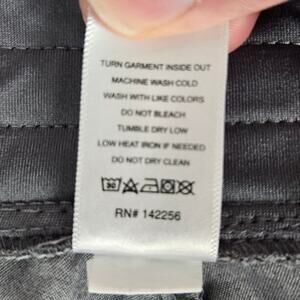 TURN GARMENT INSIDE OUT
MACHINE WASH COLD
WASH WITH LIKE COLORS
DO NOT BLEACH
TUMBLE DRY LOW
LOW HEAT IRON IF NEEDED
DO NOT DRY CLEAN
RN# 142256